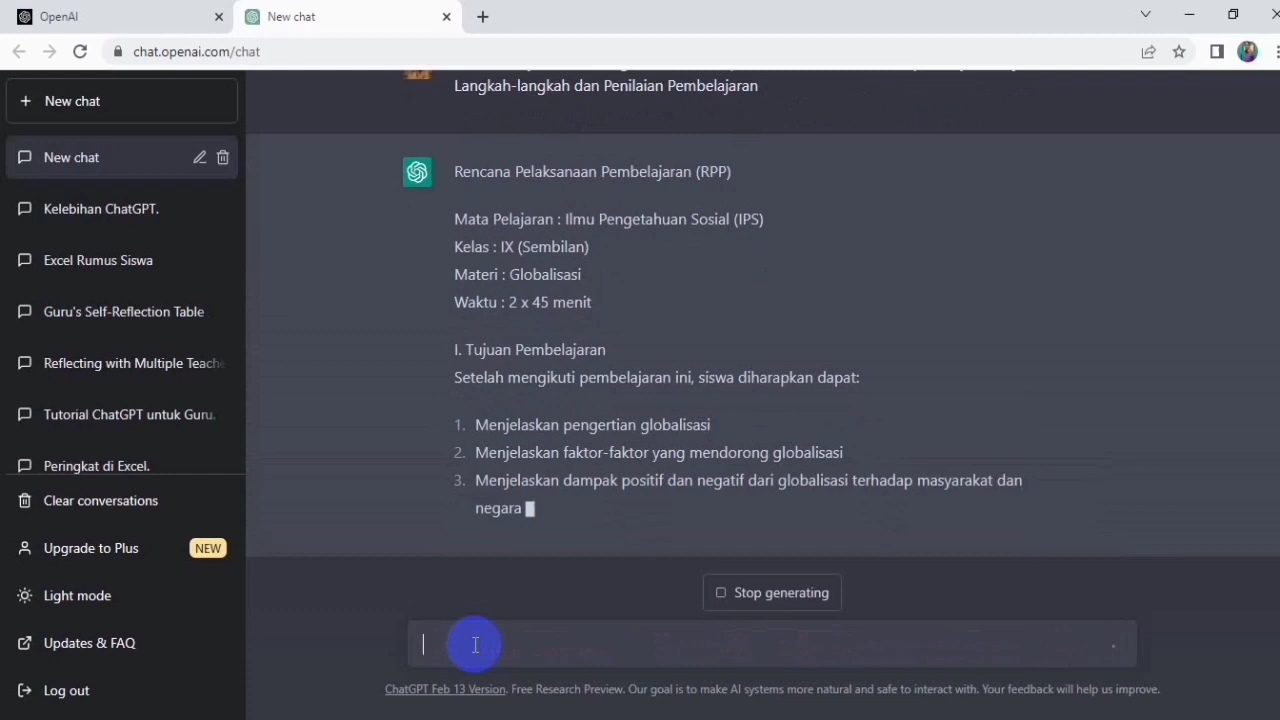 OpenAI
New chat
chat.openai.com/chat
New chat
New chat
Kelebihan ChatGPT.
Excel Rumus Siswa
Guru's Self-Reflection Table
Reflecting with Multiple Teache
Tutorial ChatGPT untuk Guru.
Peringkat di Excel.
Clear conversations
Upgrade to Plus NEW
Light mode
Updates & FAQ
Log out
Langkah-langkah dan Penilaian Pembelajaran
Rencana Pelaksanaan Pembelajaran (RPP)
Mata Pelajaran : Ilmu Pengetahuan Sosial (IPS)
Kelas : IX (Sembilan)
Materi : Globalisasi
Waktu : 2 x 45 menit
I. Tujuan Pembelajaran
Setelah mengikuti pembelajaran ini, siswa diharapkan dapat:
1. Menjelaskan pengertian globalisasi
2. Menjelaskan faktor-faktor yang mendorong globalisasi
3. Menjelaskan dampak positif dan negatif dari globalisasi terhadap masyarakat dan
negara
Stop generating
ChatGPT Feb 13 Version. Free Research Preview. Our goal is to make AI systems more natural and safe to interact with. Your feedback will help us improve.